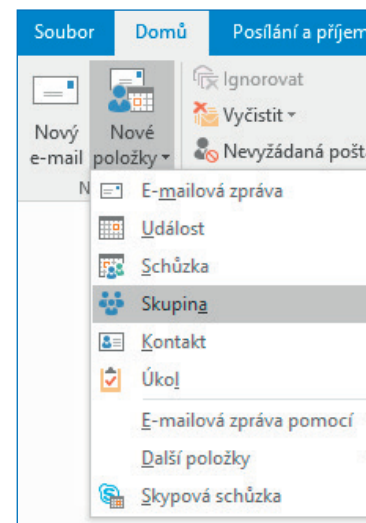 Soubor Domů Posílání a příjem
Ignorovat
Vyčistit
Nevyžádaná pošta
Nový e-mail
Nové položky
N
E-mailová zpráva
Událost
Schůzka
Skupina
Kontakt
Úkol
E-mailová zpráva pomocí
Další položky
Skypová schůzka